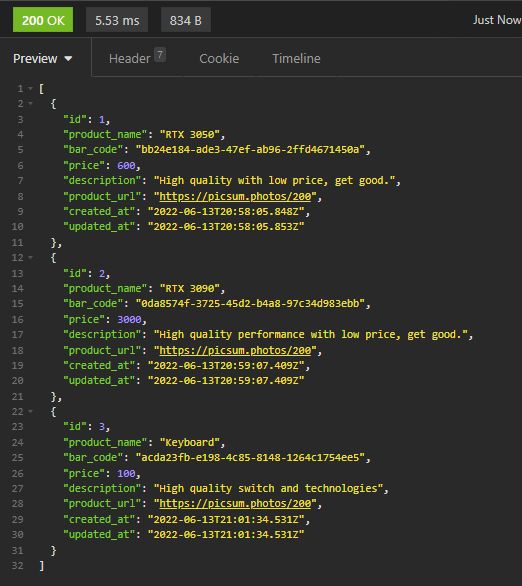 200 OK 5.53 ms 834 B Just Now
Preview Header 7 Cookie Timeline
1 [
2 {
3 "id": 1,
4 "product_name": "RTX 3050",
5 "bar_code": "bb24e184-ade3-47ef-ab96-2ffd4671450a",
6 "price": 600,
7 "description": "High quality with low price, get good.",
8 "product_url": "https://picsum.photos/200",
9 "created_at": "2022-06-13T20:58:05.848Z",
10 "updated_at": "2022-06-13T20:58:05.853Z"
11 },
12 {
13 "id": 2,
14 "product_name": "RTX 3090",
15 "bar_code": "0da8574f-3725-45d2-b4a8-97c34d983ebb",
16 "price": 3000,
17 "description": "High quality performance with low price, get good.",
18 "product_url": "https://picsum.photos/200",
19 "created_at": "2022-06-13T20:59:07.409Z",
20 "updated_at": "2022-06-13T20:59:07.409Z"
21 },
22 {
23 "id": 3,
24 "product_name": "Keyboard",
25 "bar_code": "acda23fb-e198-4c85-8148-1264c1754ee5",
26 "price": 100,
27 "description": "High quality switch and technologies",
28 "product_url": "https://picsum.photos/200",
29 "created_at": "2022-06-13T21:01:34.531Z",
30 "updated_at": "2022-06-13T21:01:34.531Z"
31 }
32 ]